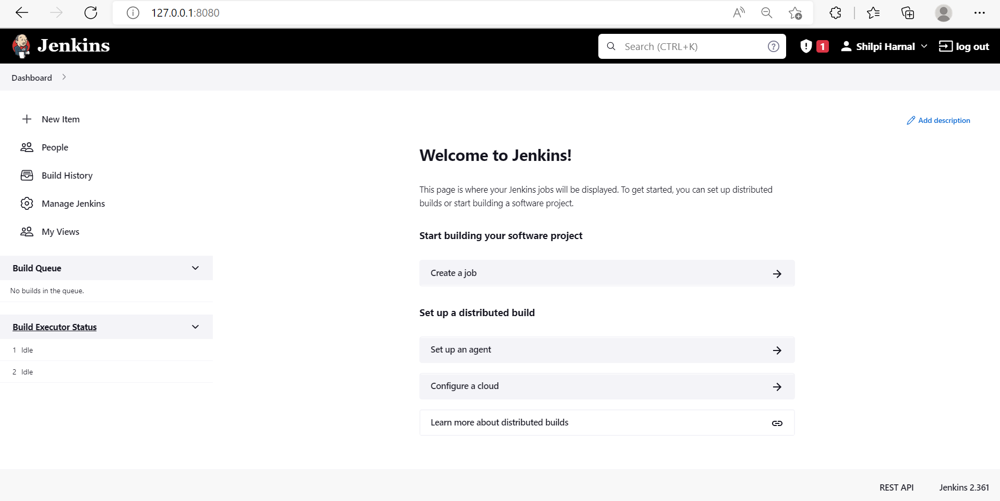 127.0.0.1:8080
Jenkins
Search (CTRL+K)
1
Shilpi Harnal
log out
Dashboard
New Item
People
Build History
Manage Jenkins
My Views
Build Queue
No builds in the queue.
Build Executor Status
1 Idle
2 Idle
Add description
Welcome to Jenkins!
This page is where your Jenkins jobs will be displayed. To get started, you can set up distributed
builds or start building a software project.
Start building your software project
Create a job
Set up a distributed build
Set up an agent
Configure a cloud
Learn more about distributed builds
REST API
Jenkins 2.361